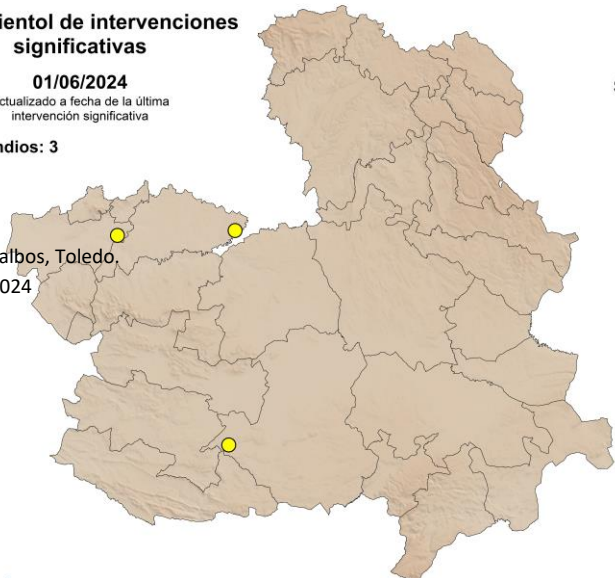 ientol de intervenciones
significativas
01/06/2024
ctualizado a fecha de la última
intervención significativa
ndios: 3
albos, Toledo.
024